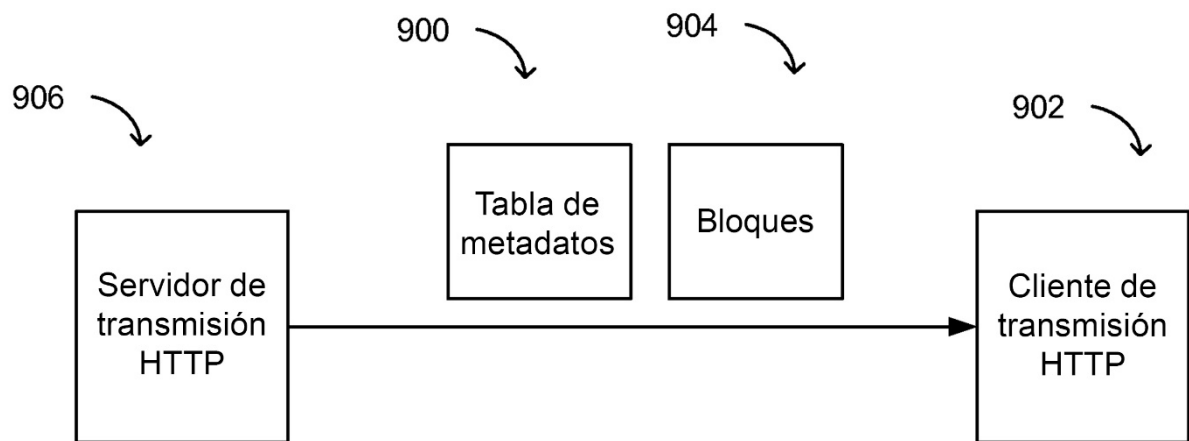 900
904
906
902
Tabla de
metadatos
Bloques
Servidor de
transmisión
HTTP
Cliente de
transmisión
HTTP